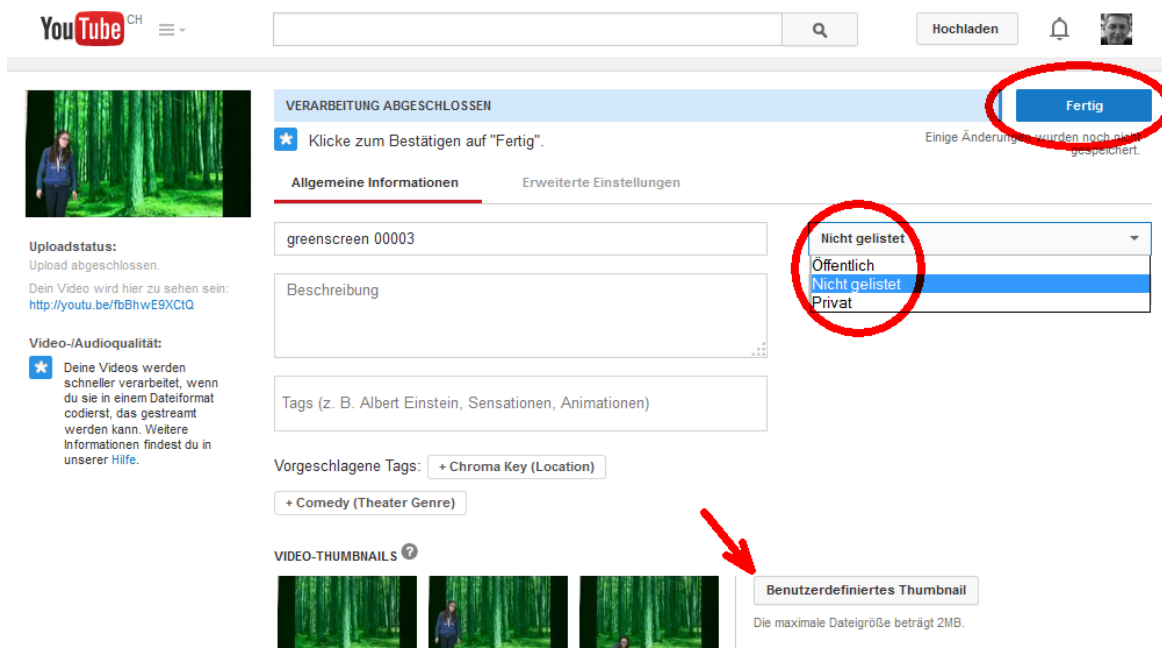 YouTube CH
Hochladen
VERARBEITUNG ABGESCHLOSSEN
Fertig
Klicke zum Bestätigen auf "Fertig".
Einige Änderungen wurden noch nicht
gespeichert.
Allgemeine Informationen
Erweiterte Einstellungen
greenscreen 00003
Nicht gelistet
Öffentlich
Nicht gelistet
Privat
Beschreibung
Uploadstatus:
Upload abgeschlossen.
Dein Video wird hier zu sehen sein:
http://youtu.be/fbBhwE9XCtQ
Video-/Audioqualität:
Deine Videos werden
schneller verarbeitet, wenn
du sie in einem Dateiformat
codierst, das gestreamt
werden kann. Weitere
Informationen findest du in
unserer Hilfe.
Tags (z. B. Albert Einstein, Sensationen, Animationen)
Vorgeschlagene Tags: + Chroma Key (Location)
+ Comedy (Theater Genre)
VIDEO-THUMBNAILS ?
Benutzerdefiniertes Thumbnail
Die maximale Dateigröße beträgt 2MB.